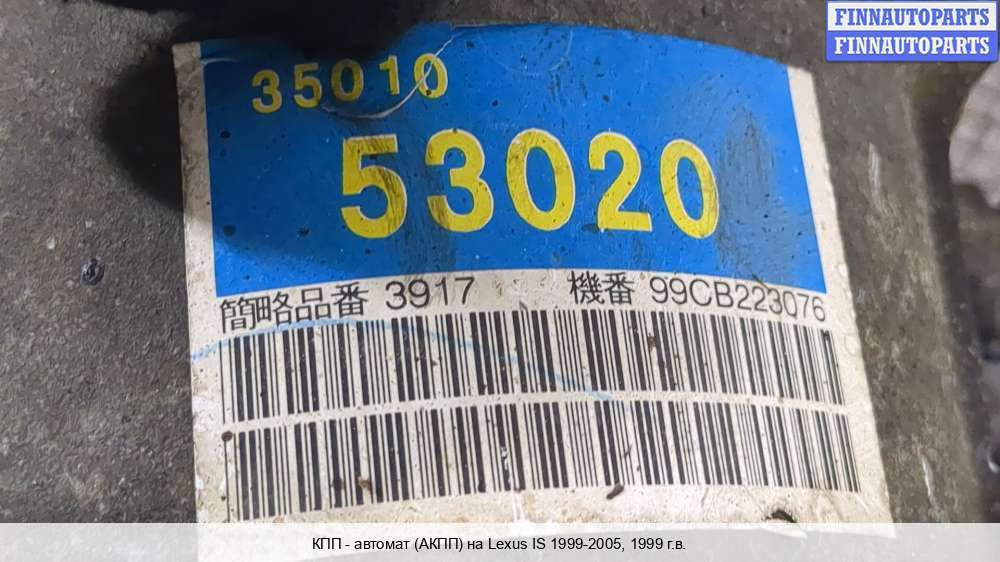 FINNAUTOPARTS
FINNAUTOPARTS
35010
53020
簡略品番 3917 機番 99CB223076
КПП - автомат (АКПП) на Lexus IS 1999-2005, 1999 г.в.